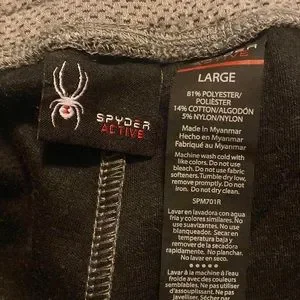 SPYDER
ACTIVE
LARGE
81% POLYESTER/
POLIÉSTER
14% COTTON/ALGODÓN
5% NYLON/NYLON
Made In Myanmar
Hecho en Myanmar
Fabriqué au Myanmar
Machine wash cold with
like colors. Do not use
bleach. Do not use fabric
softeners. Tumble dry low,
remove promptly. Do not
iron. Do not dry clean.
SPM701R
Lavar en lavadora con agua
fría y colores similares. No
use suavizantes. No use
blanqueador. Secar en
temperatura baja y
remover de la secadora
rápidamente. No planchar.
No lavar en seco.
Laver à la machine à l'eau
froide avec des couleurs